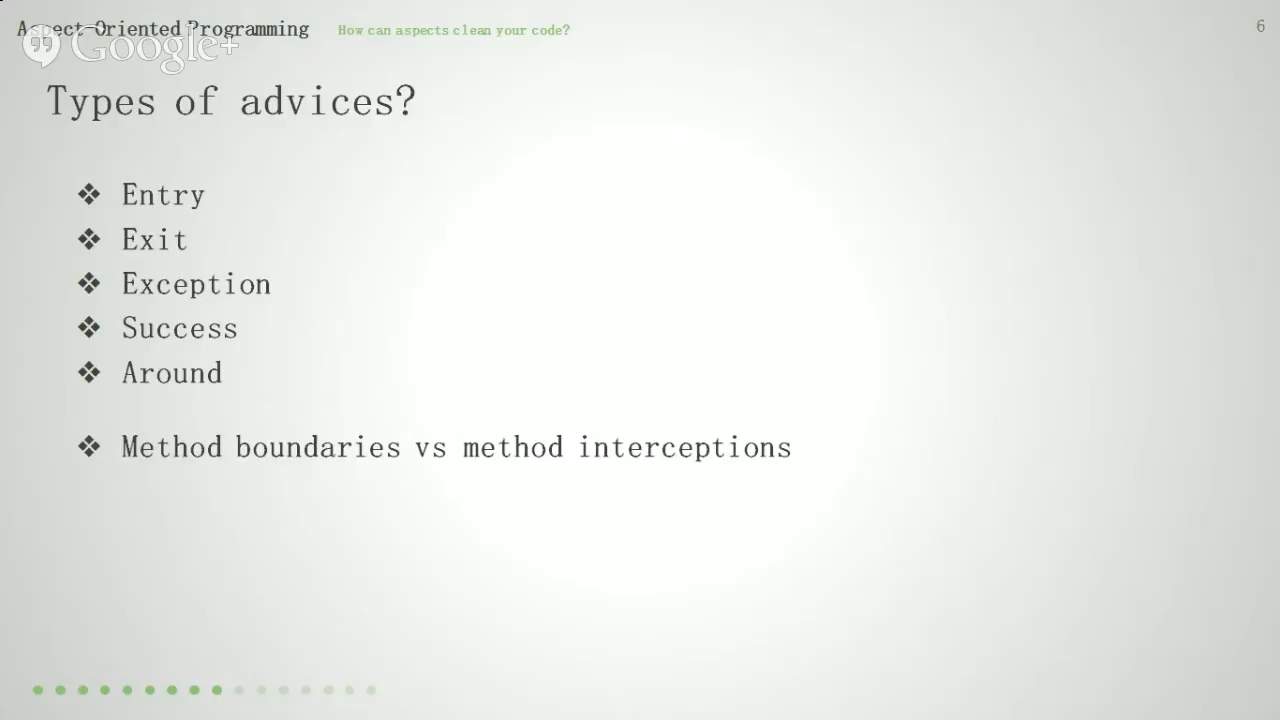 Aspect Oriented Programming How can aspects clean your code? 6
Google+
Types of advices?
❖ Entry
❖ Exit
❖ Exception
❖ Success
❖ Around
❖ Method boundaries vs method interceptions